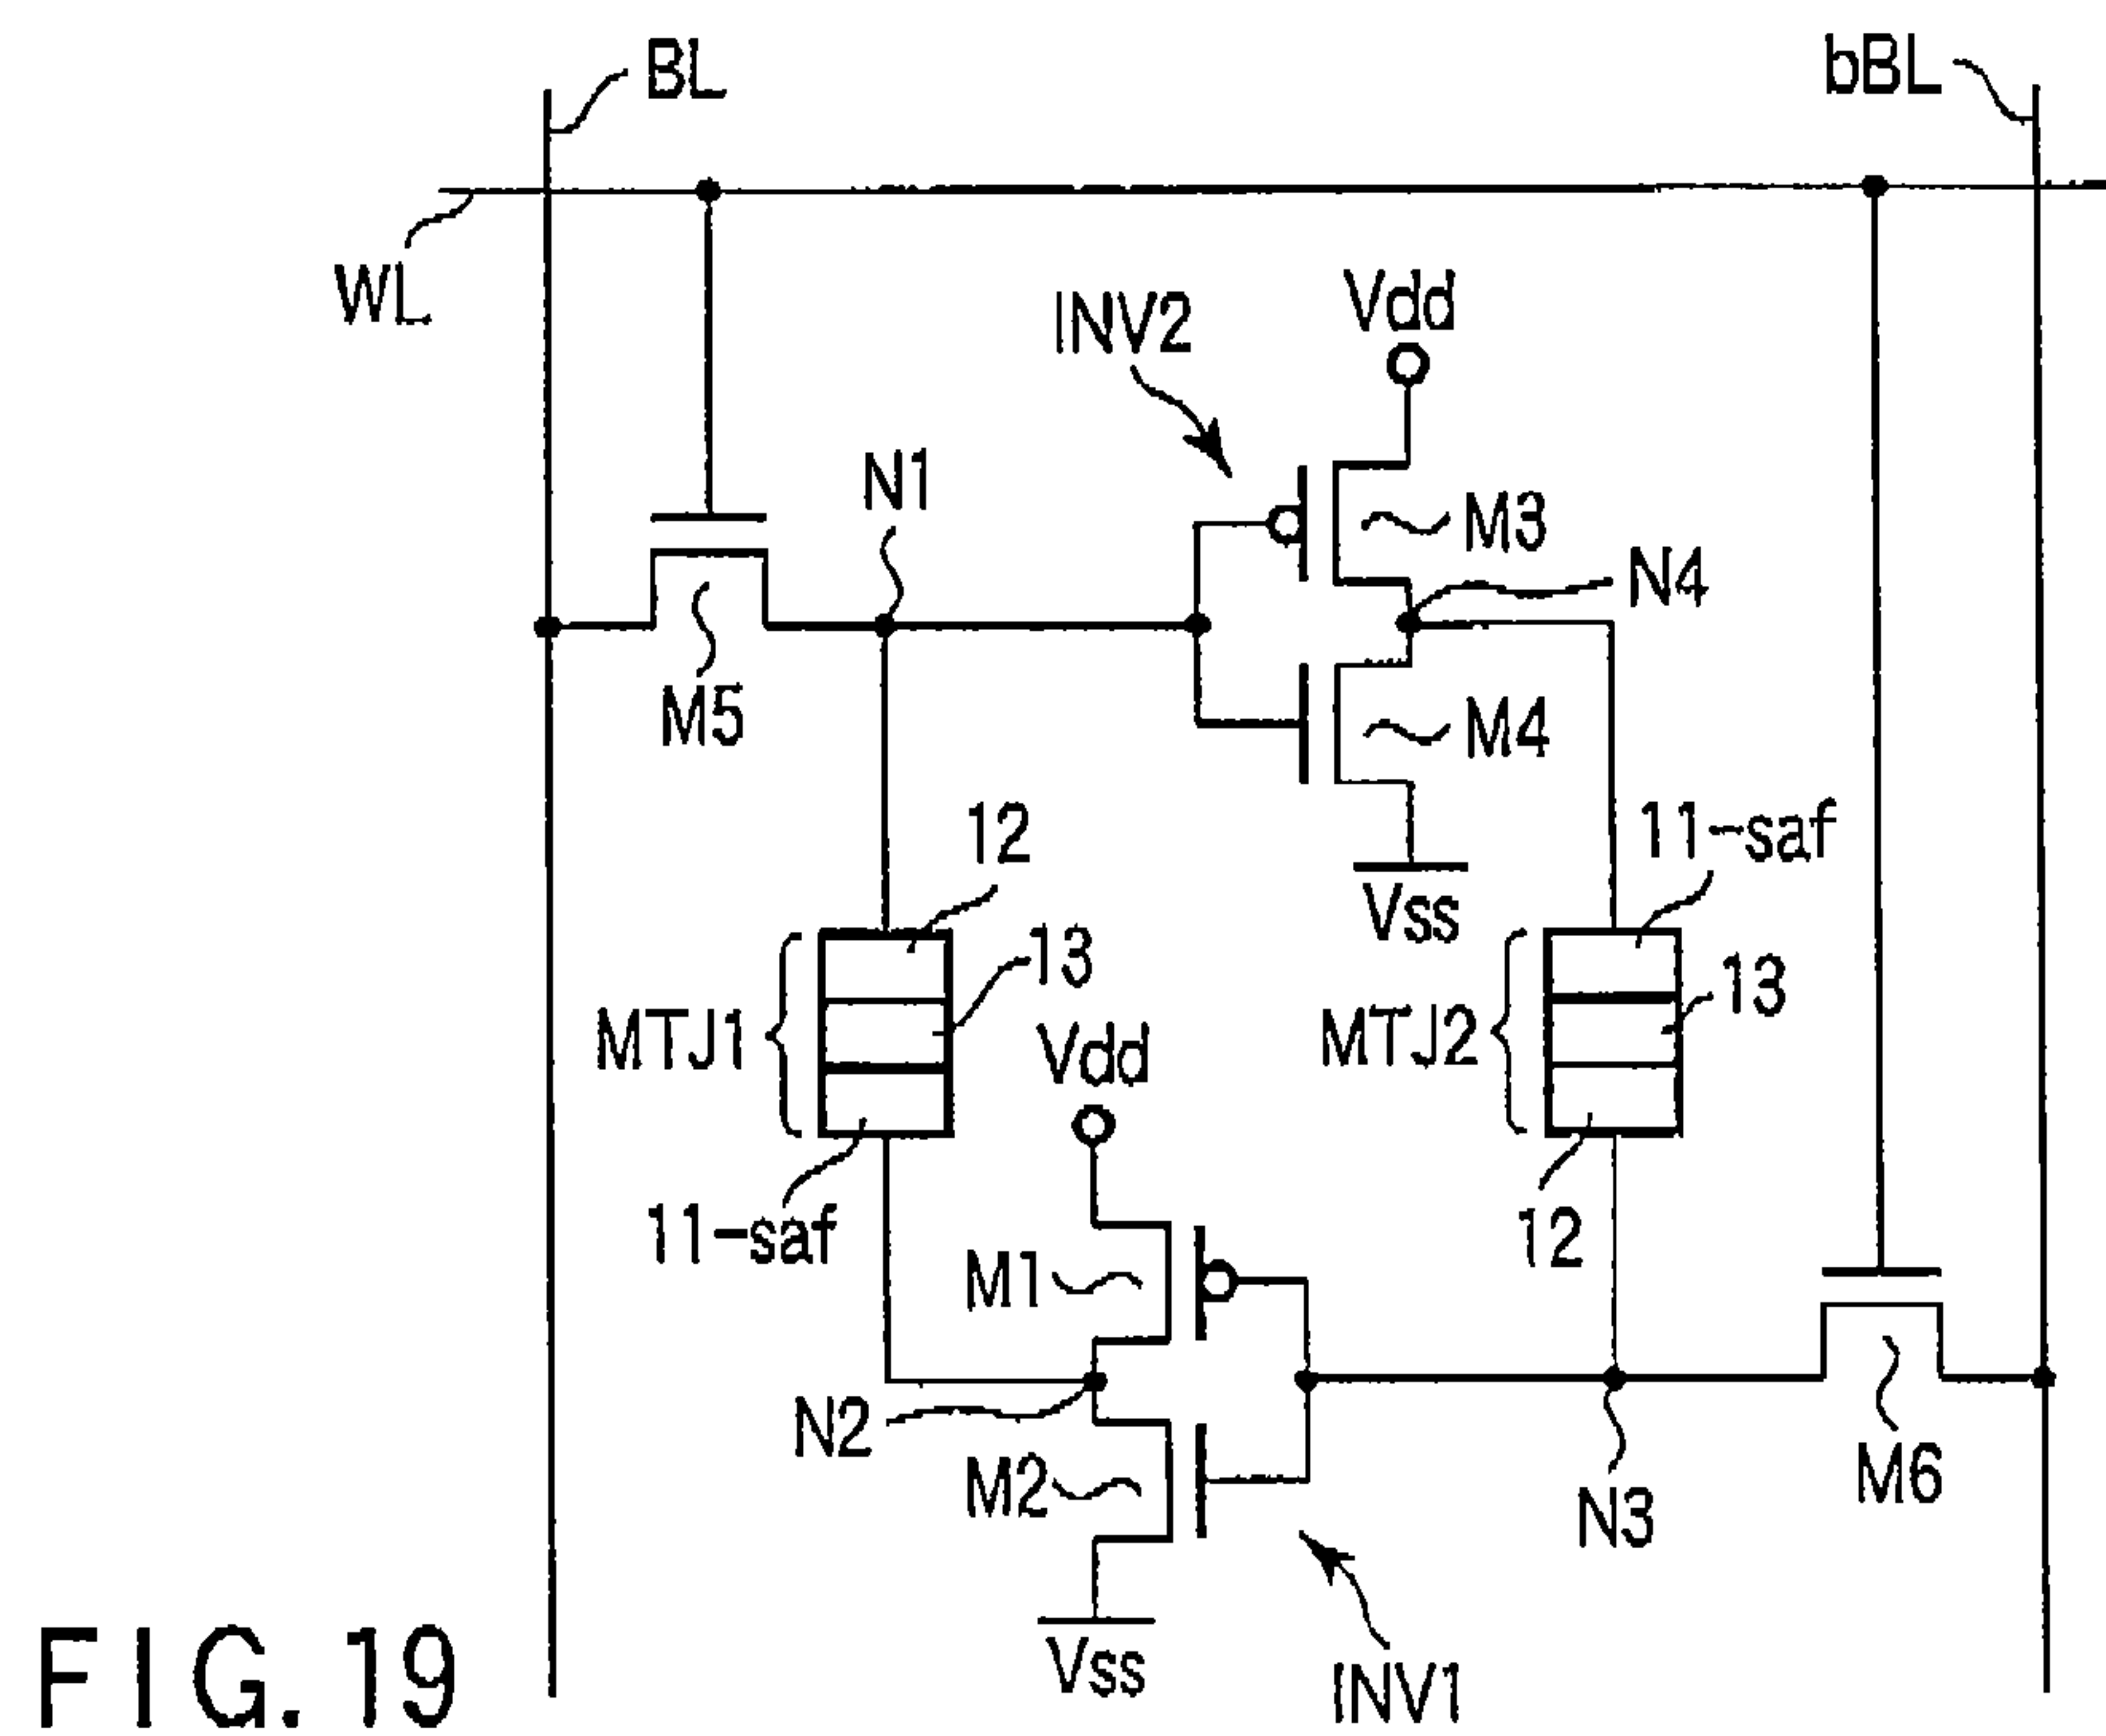 BL
bBL
WL
INV2
Vdd
N1
M3
N4
M5
M4
12
11-saf
Vss
13
13
MTJ1
Vdd
MTJ2
11-saf
M1
12
N2
M2
N3
M6
Vss
INV1
FIG. 19